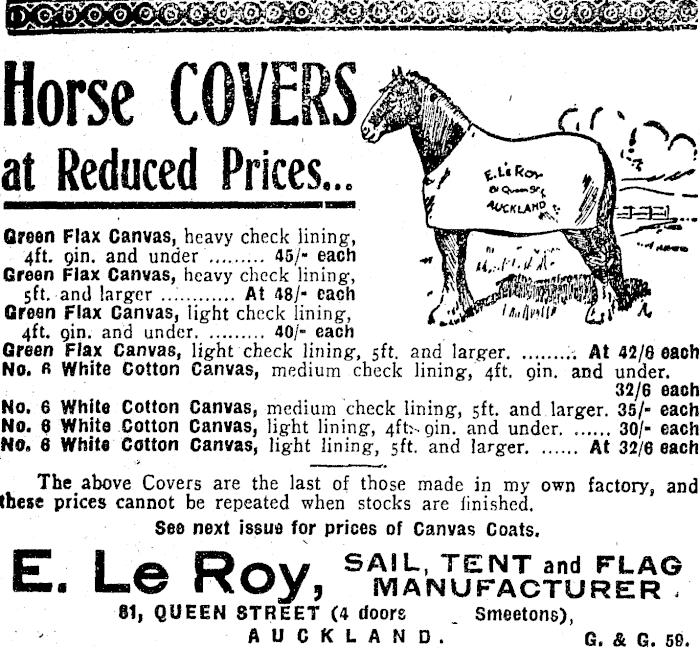 Horse COVERS
at Reduced Prices...
E. Le Roy
81 Queen St
AUCKLAND
Green Flax Canvas, heavy check lining,
4ft. 9in. and under ......... 45/- each
Green Flax Canvas, heavy check lining,
5ft. and larger ............ At 48/- each
Green Flax Canvas, light check lining,
4ft. 9in. and under. ......... 40/- each
Green Flax Canvas, light check lining, 5ft. and larger. ......... At 42/6 each
No. 6 White Cotton Canvas, medium check lining, 4ft. 9in. and under.
32/6 each
No. 6 White Cotton Canvas, medium check lining, 5ft. and larger. 35/- each
No. 6 White Cotton Canvas, light lining, 4ft. 9in. and under. ...... 30/- each
No. 6 White Cotton Canvas, light lining, 5ft. and larger. ...... At 32/6 each
The above Covers are the last of those made in my own factory, and
these prices cannot be repeated when stocks are finished.
See next issue for prices of Canvas Coats.
E. Le Roy, SAIL, TENT and FLAG
MANUFACTURER.
81, QUEEN STREET (4 doors Smeetons),
AUCKLAND.
G. & G. 59.